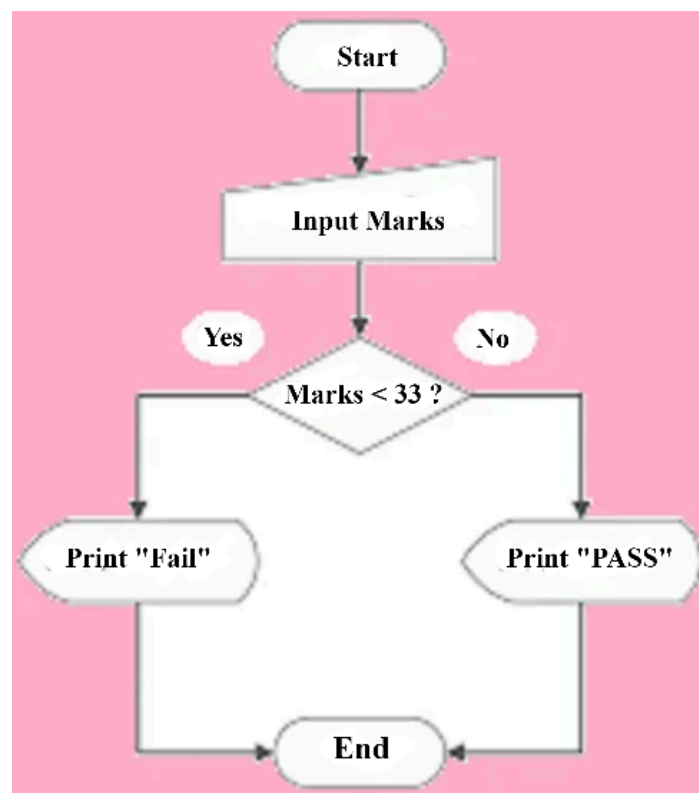 Start
Input Marks
Yes
No
Marks < 33 ?
Print "Fail"
Print "PASS"
End